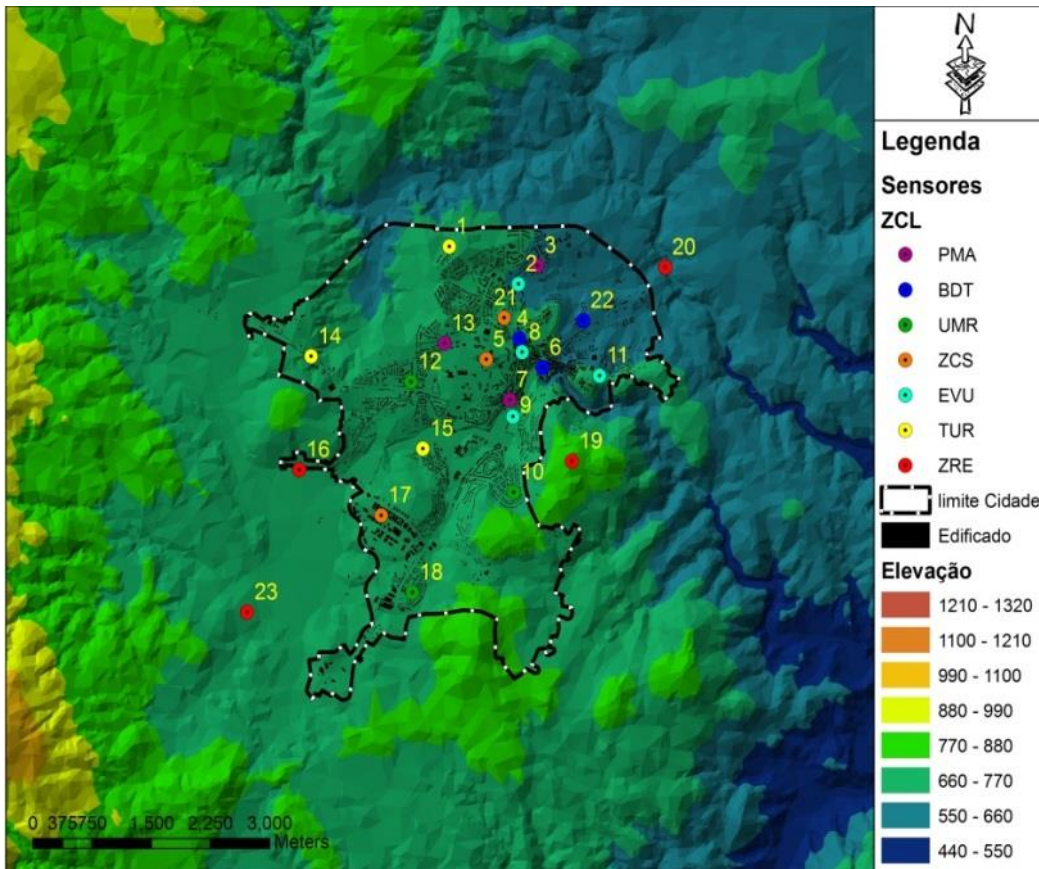 N
Legenda
Sensores
ZCL
PMA
BDT
UMR
ZCS
EVU
TUR
ZRE
limite Cidade
Edificado
Elevação
1210 - 1320
1100 - 1210
990 - 1100
880 - 990
770 - 880
660 - 770
550 - 660
440 - 550
1
3
20
2
21
22
4
13
8
14
5
6
11
12
7
9
15
19
16
10
17
18
23
0 375750 1,500 2,250 3,000
Meters